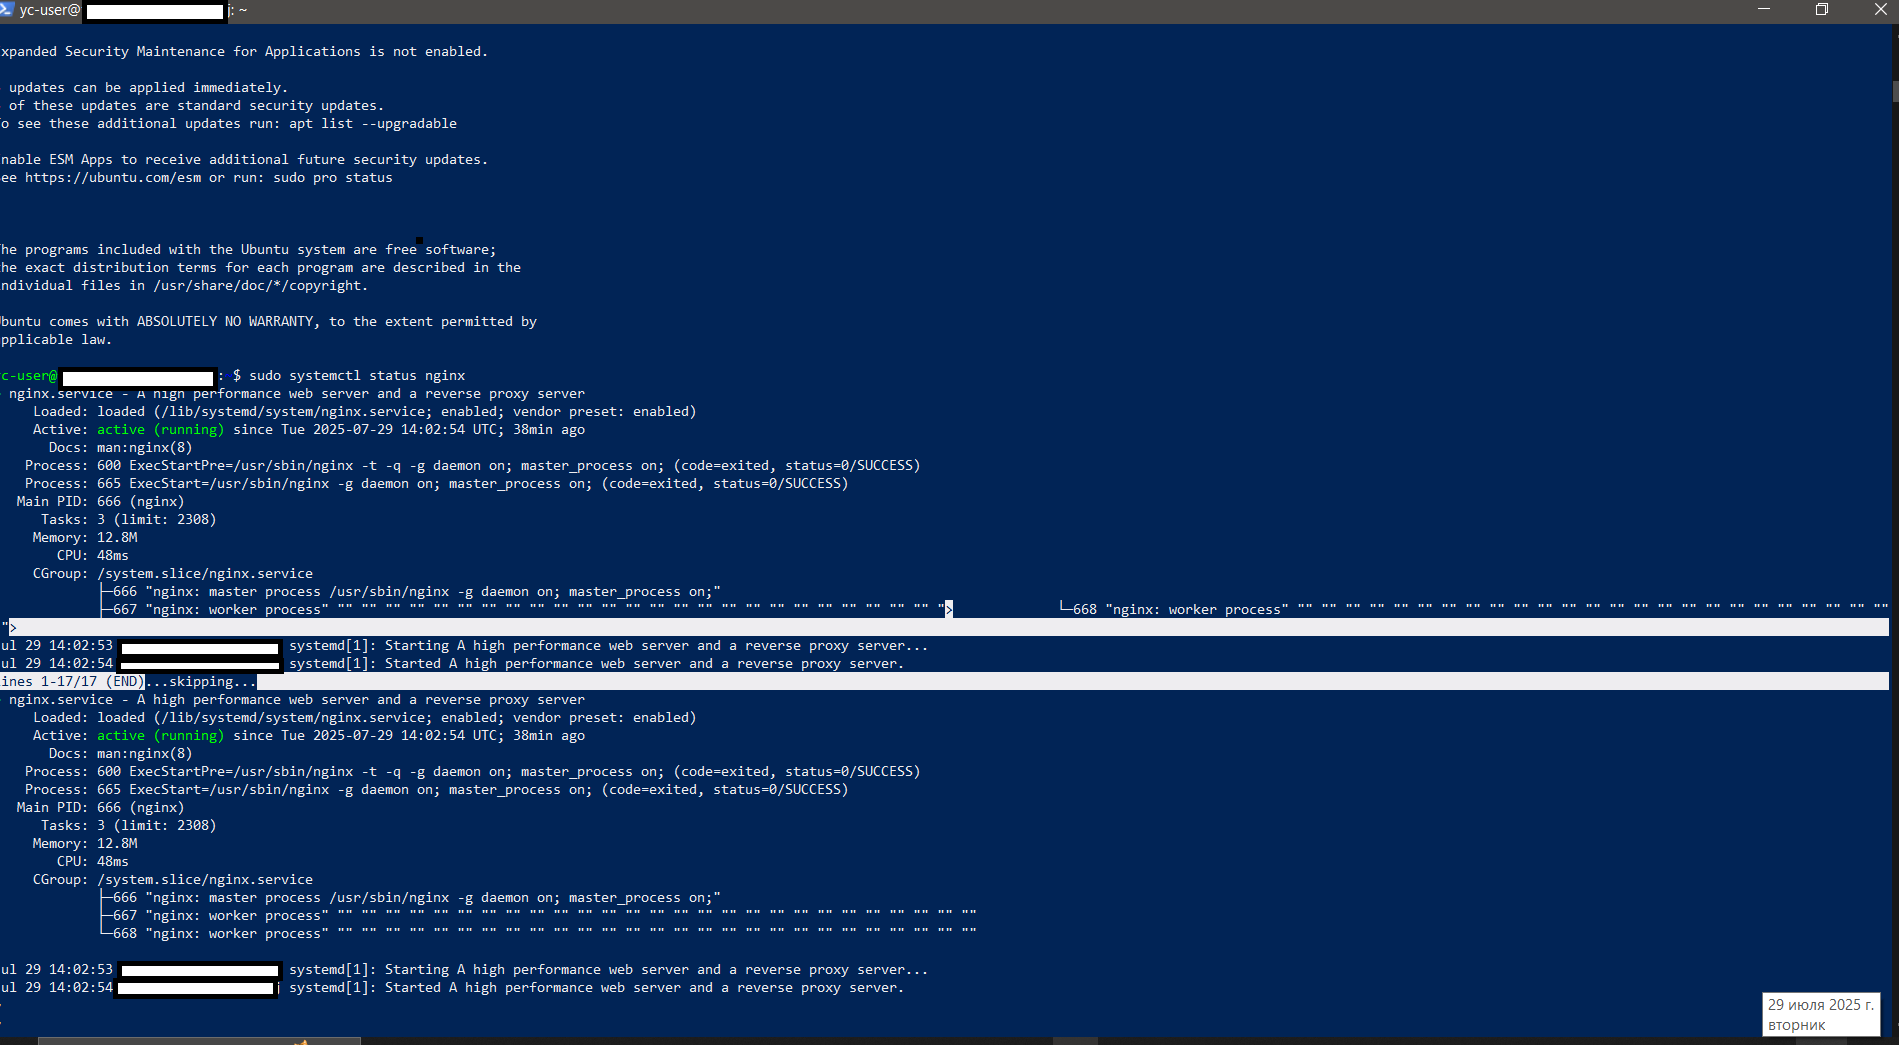 yc-user@ j: ~
xpanded Security Maintenance for Applications is not enabled.
updates can be applied immediately.
of these updates are standard security updates.
o see these additional updates run: apt list --upgradable
nable ESM Apps to receive additional future security updates.
ee https://ubuntu.com/esm or run: sudo pro status
he programs included with the Ubuntu system are free software;
he exact distribution terms for each program are described in the
ndividual files in /usr/share/doc/*/copyright.
buntu comes with ABSOLUTELY NO WARRANTY, to the extent permitted by
pplicable law.
c-user@ :~$ sudo systemctl status nginx
nginx.service - A high performance web server and a reverse proxy server
Loaded: loaded (/lib/systemd/system/nginx.service; enabled; vendor preset: enabled)
Active: active (running) since Tue 2025-07-29 14:02:54 UTC; 38min ago
Docs: man:nginx(8)
Process: 600 ExecStartPre=/usr/sbin/nginx -t -q -g daemon on; master_process on; (code=exited, status=0/SUCCESS)
Process: 665 ExecStart=/usr/sbin/nginx -g daemon on; master_process on; (code=exited, status=0/SUCCESS)
Main PID: 666 (nginx)
Tasks: 3 (limit: 2308)
Memory: 12.8M
CPU: 48ms
CGroup: /system.slice/nginx.service
├─666 "nginx: master process /usr/sbin/nginx -g daemon on; master_process on;"
├─667 "nginx: worker process" "" "" "" "" "" "" "" "" "" "" "" "" "" "" "" "" "" "" "" "" "" "" "" "" "" "> └─668 "nginx: worker process" "" "" "" "" "" "" "" "" "" "" "" "" "" "" "" "" "" "" "" "" "" "" "" "" ""
">
ul 29 14:02:53 systemd[1]: Starting A high performance web server and a reverse proxy server...
ul 29 14:02:54 systemd[1]: Started A high performance web server and a reverse proxy server.
ines 1-17/17 (END)...skipping...
nginx.service - A high performance web server and a reverse proxy server
Loaded: loaded (/lib/systemd/system/nginx.service; enabled; vendor preset: enabled)
Active: active (running) since Tue 2025-07-29 14:02:54 UTC; 38min ago
Docs: man:nginx(8)
Process: 600 ExecStartPre=/usr/sbin/nginx -t -q -g daemon on; master_process on; (code=exited, status=0/SUCCESS)
Process: 665 ExecStart=/usr/sbin/nginx -g daemon on; master_process on; (code=exited, status=0/SUCCESS)
Main PID: 666 (nginx)
Tasks: 3 (limit: 2308)
Memory: 12.8M
CPU: 48ms
CGroup: /system.slice/nginx.service
├─666 "nginx: master process /usr/sbin/nginx -g daemon on; master_process on;"
├─667 "nginx: worker process" "" "" "" "" "" "" "" "" "" "" "" "" "" "" "" "" "" "" "" "" "" "" "" "" "" "" ""
└─668 "nginx: worker process" "" "" "" "" "" "" "" "" "" "" "" "" "" "" "" "" "" "" "" "" "" "" "" "" "" "" ""
ul 29 14:02:53 systemd[1]: Starting A high performance web server and a reverse proxy server...
ul 29 14:02:54 systemd[1]: Started A high performance web server and a reverse proxy server.
29 июля 2025 г.
вторник